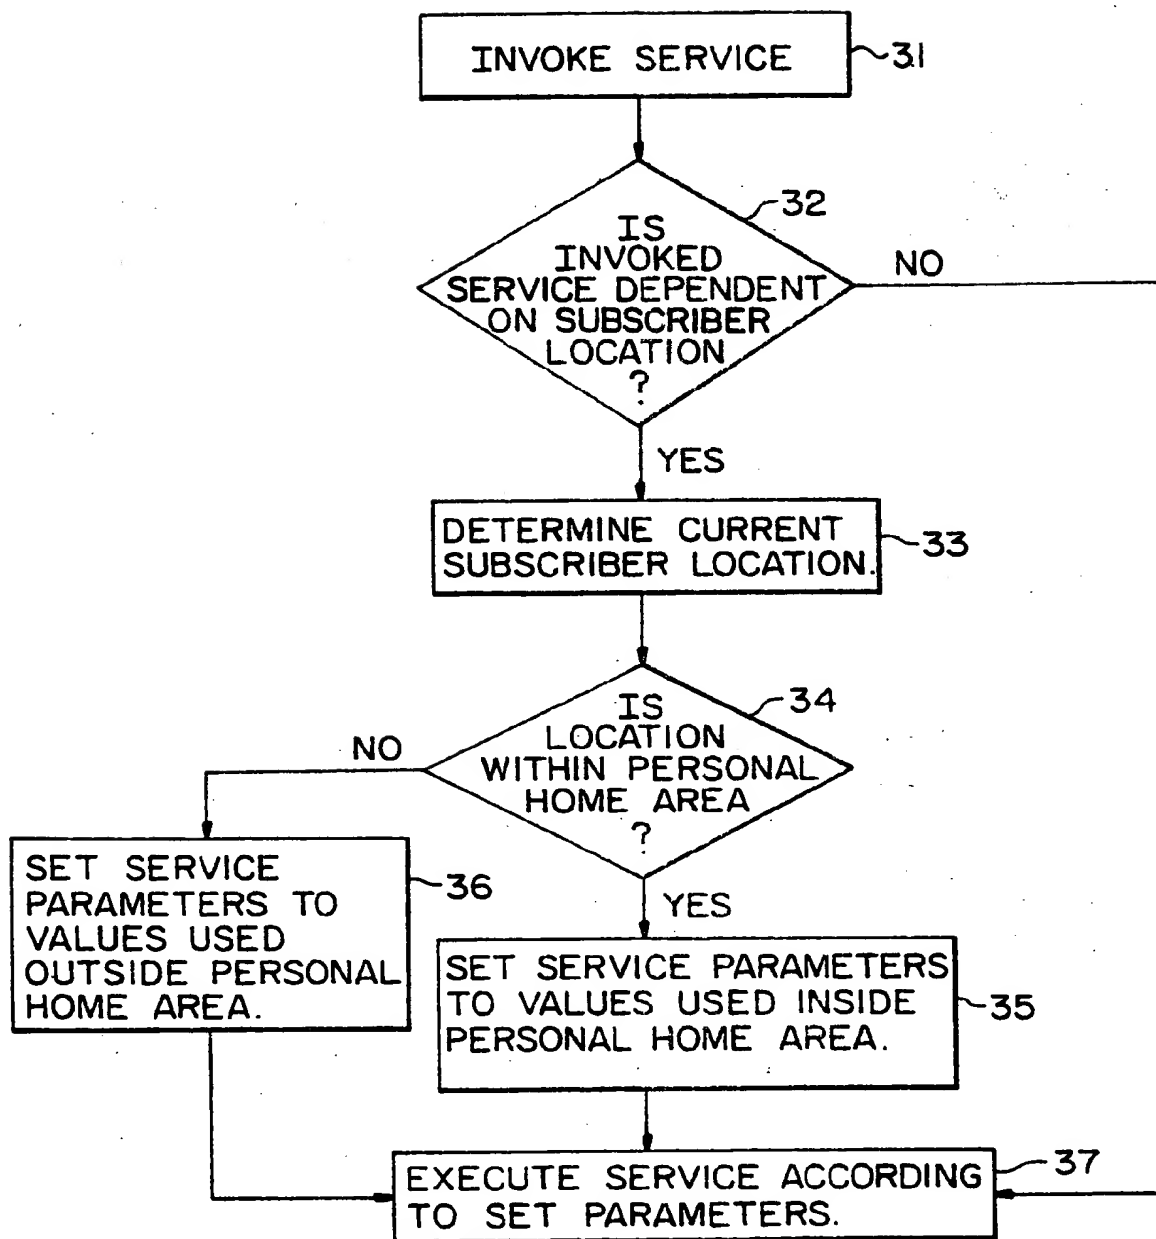 INVOKE SERVICE
31
32
IS
INVOKED
SERVICE DEPENDENT
ON SUBSCRIBER
LOCATION
?
NO
YES
DETERMINE CURRENT
SUBSCRIBER LOCATION.
33
34
IS
LOCATION
WITHIN PERSONAL
HOME AREA
?
NO
YES
SET SERVICE
PARAMETERS TO
VALUES USED
OUTSIDE PERSONAL
HOME AREA.
36
SET SERVICE PARAMETERS
TO VALUES USED INSIDE
PERSONAL HOME AREA.
35
EXECUTE SERVICE ACCORDING
TO SET PARAMETERS.
37